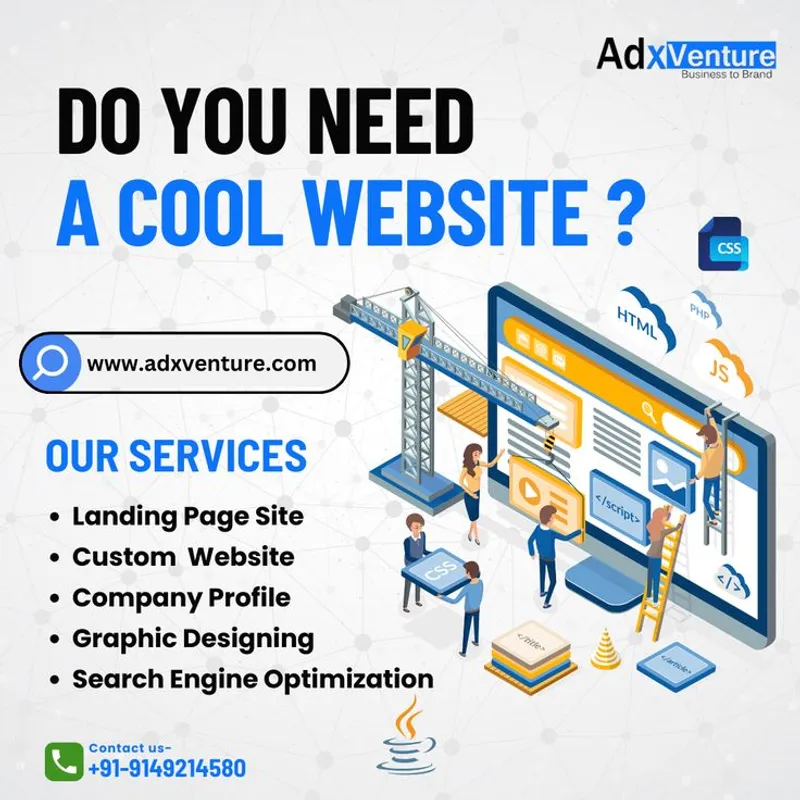 AdxVenture
Business to Brand
DO YOU NEED
A COOL WEBSITE ?
CSS
HTML
PHP
JS
www.adxventure.com
OUR SERVICES
• Landing Page Site
• Custom Website
• Company Profile
• Graphic Designing
• Search Engine Optimization
</script>
CSS
</>
</title>
</article>
Contact us-
+91-9149214580